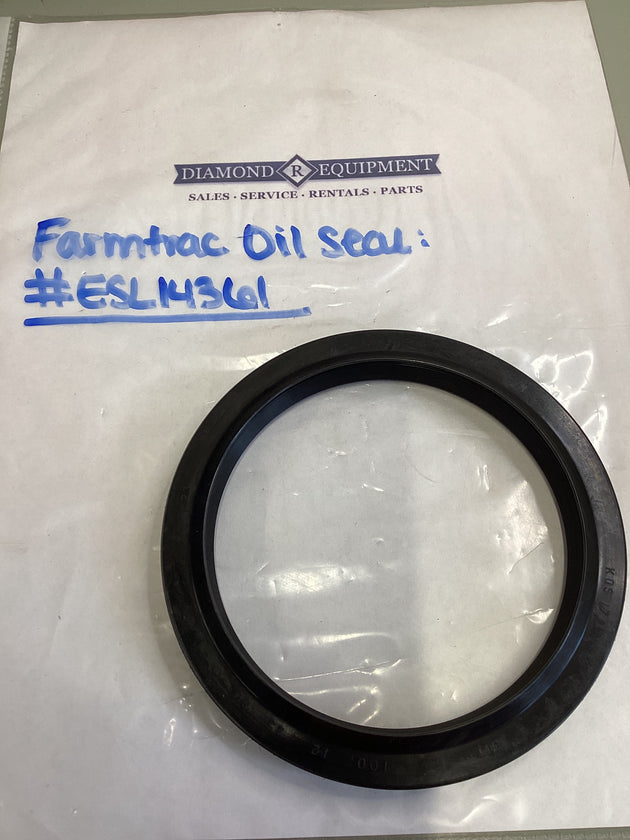 DIAMOND R EQUIPMENT
SALES · SERVICE · RENTALS · PARTS
Farmtrac Oil Seal:
#ESL14361